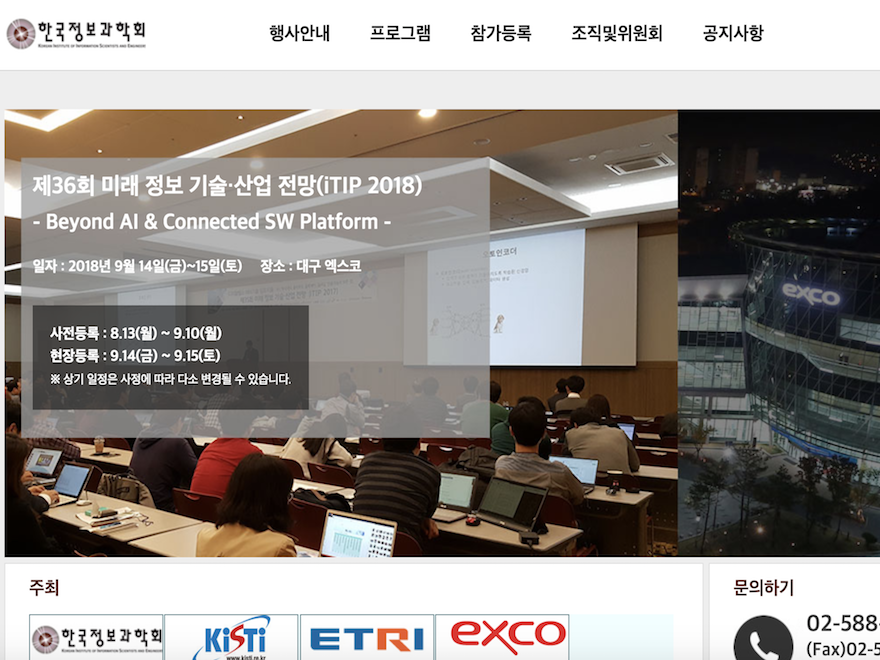 한국정보과학회
KOREAN INSTITUTE OF INFORMATION SCIENTISTS AND ENGINEERS
행사안내 프로그램 참가등록 조직및위원회 공지사항
제36회 미래 정보 기술·산업 전망(iTIP 2018)
- Beyond AI & Connected SW Platform -
일자 : 2018년 9월 14일(금)~15일(토) 장소 : 대구 엑스코
사전등록 : 8.13(월) ~ 9.10(월)
현장등록 : 9.14(금) ~ 9.15(토)
※ 상기 일정은 사정에 따라 다소 변경될 수 있습니다.
exco
주최
한국정보과학회
KiSTi
www.kisti.re.kr
ETRI
exco
문의하기
02-588-
(Fax)02-5